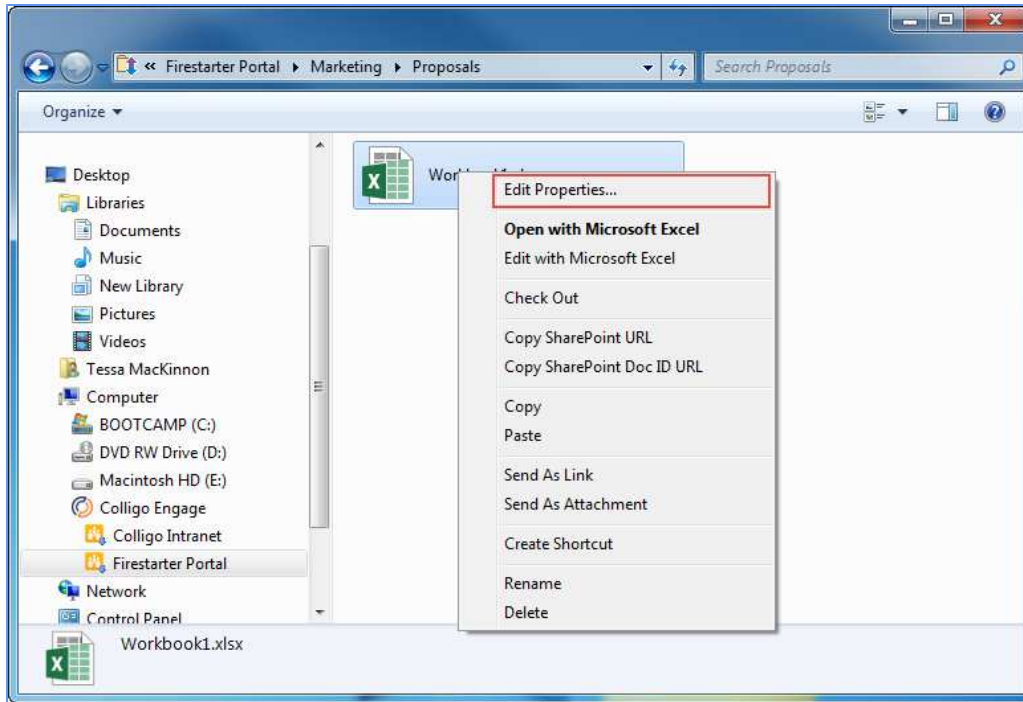 « Firestarter Portal ▸ Marketing ▸ Proposals
Search Proposals
Organize
Desktop
Libraries
Documents
Music
New Library
Pictures
Videos
Tessa MacKinnon
Computer
BOOTCAMP (C:)
DVD RW Drive (D:)
Macintosh HD (E:)
Colligo Engage
Colligo Intranet
Firestarter Portal
Network
Control Panel
Edit Properties...
Open with Microsoft Excel
Edit with Microsoft Excel
Check Out
Copy SharePoint URL
Copy SharePoint Doc ID URL
Copy
Paste
Send As Link
Send As Attachment
Create Shortcut
Rename
Delete
Workbook1.xlsx